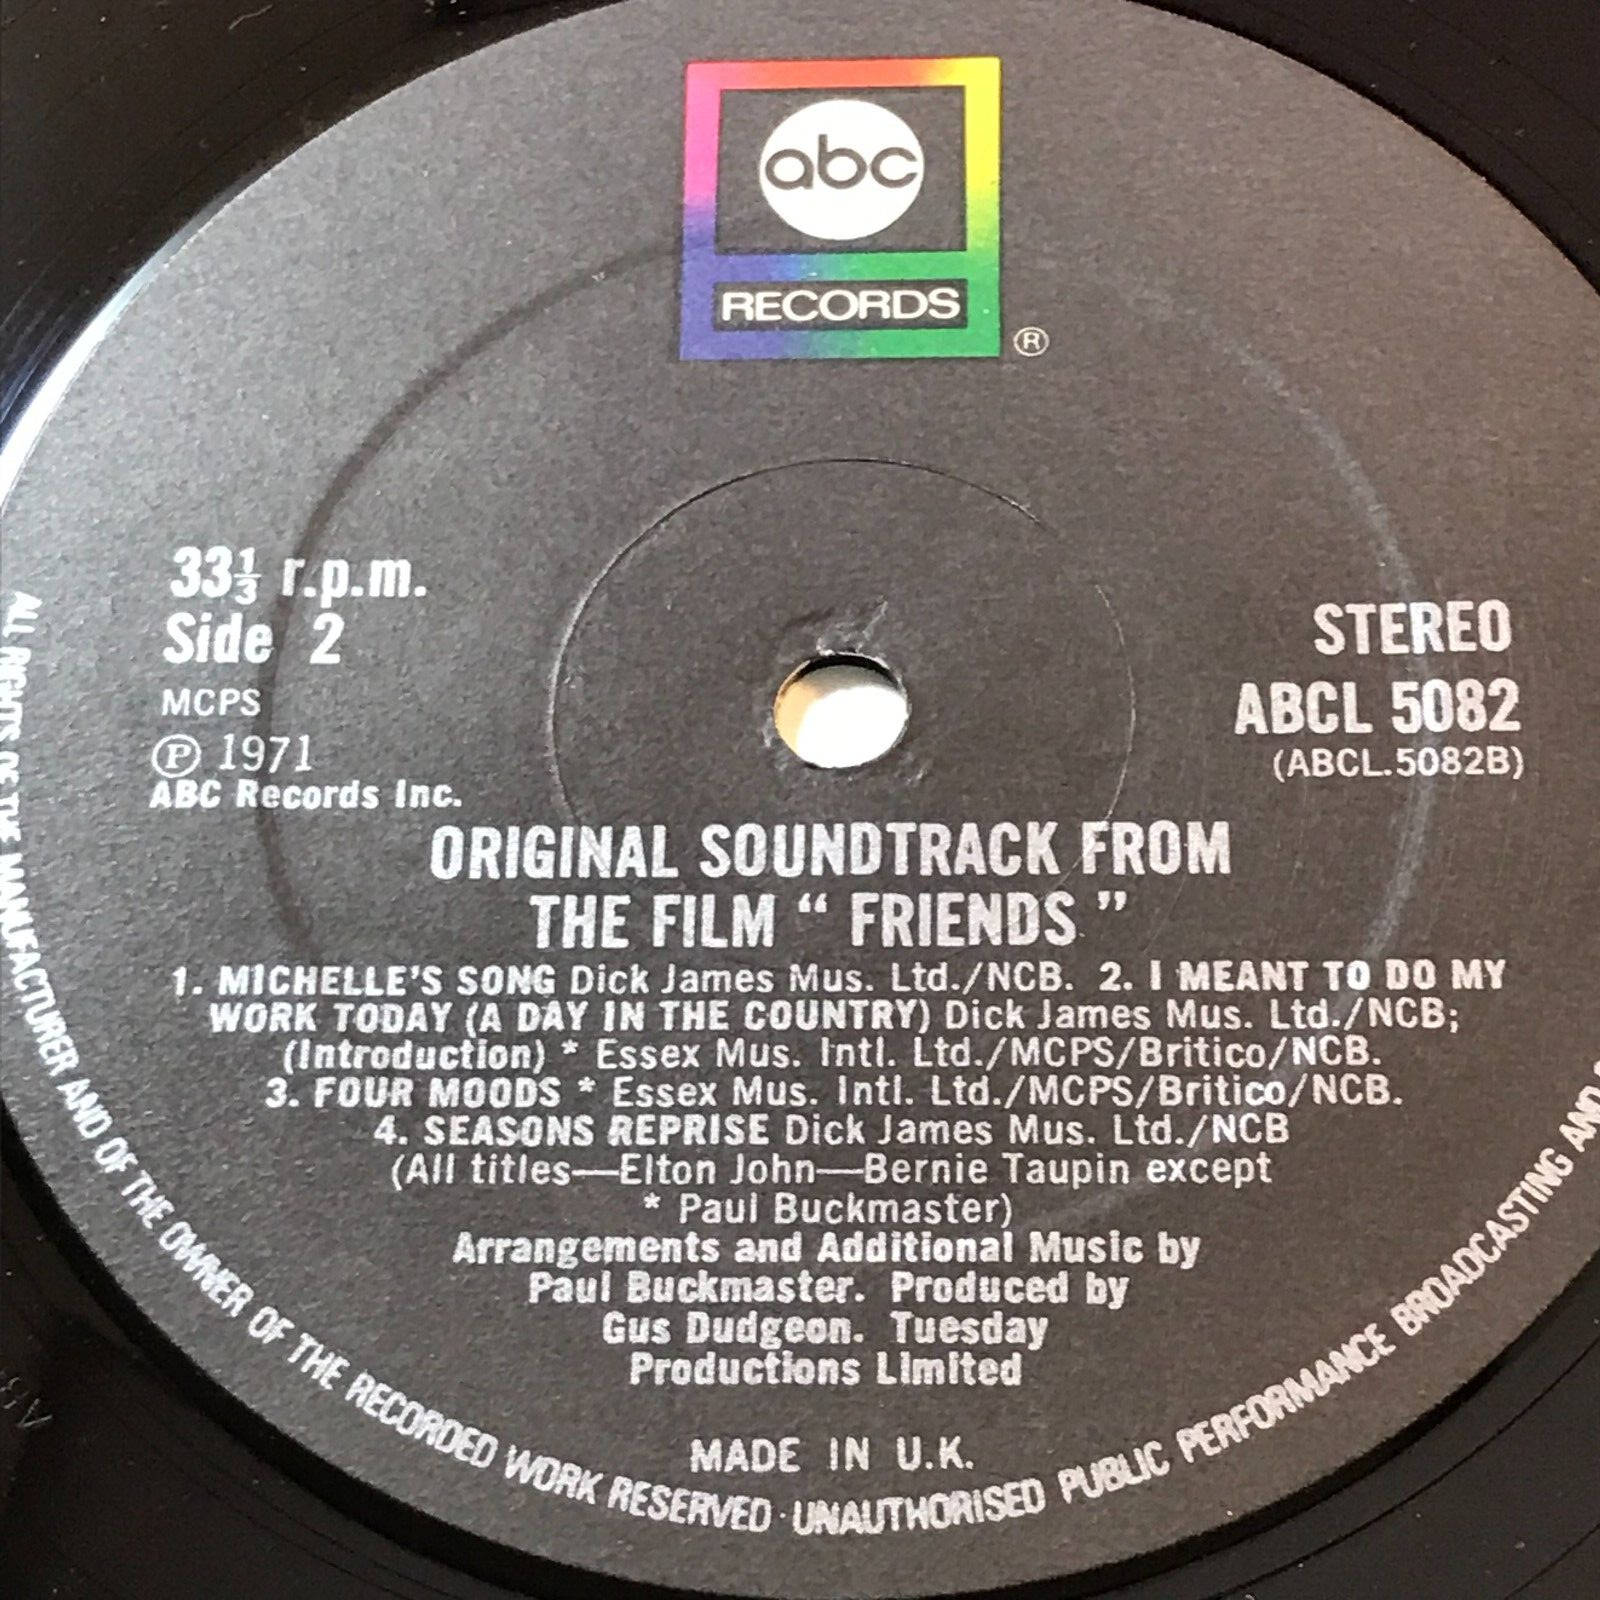 abc
RECORDS
®
33⅓ r.p.m.
Side 2
MCPS
℗ 1971
ABC Records Inc.
STEREO
ABCL 5082
(ABCL.5082B)
ORIGINAL SOUNDTRACK FROM
THE FILM “ FRIENDS ”
1. MICHELLE'S SONG Dick James Mus. Ltd./NCB. 2. I MEANT TO DO MY
WORK TODAY (A DAY IN THE COUNTRY) Dick James Mus. Ltd./NCB;
(Introduction) * Essex Mus. Intl. Ltd./MCPS/Britico/NCB.
3. FOUR MOODS * Essex Mus. Intl. Ltd./MCPS/Britico/NCB.
4. SEASONS REPRISE Dick James Mus. Ltd./NCB
(All titles—Elton John—Bernie Taupin except
* Paul Buckmaster)
Arrangements and Additional Music by
Paul Buckmaster. Produced by
Gus Dudgeon. Tuesday
Productions Limited
MADE IN U.K.
ALL RIGHTS OF THE MANUFACTURER AND OF THE OWNER OF THE RECORDED WORK RESERVED · UNAUTHORISED PUBLIC PERFORMANCE BROADCASTING AND